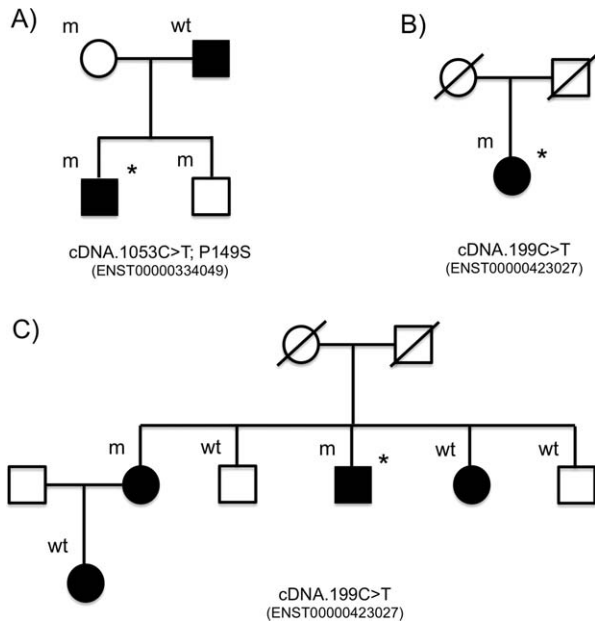 A)
m wt
m * m
cDNA.1053C>T; P149S
(ENST00000334049)
B)
m *
cDNA.199C>T
(ENST00000423027)
C)
m wt m * wt wt
wt
cDNA.199C>T
(ENST00000423027)